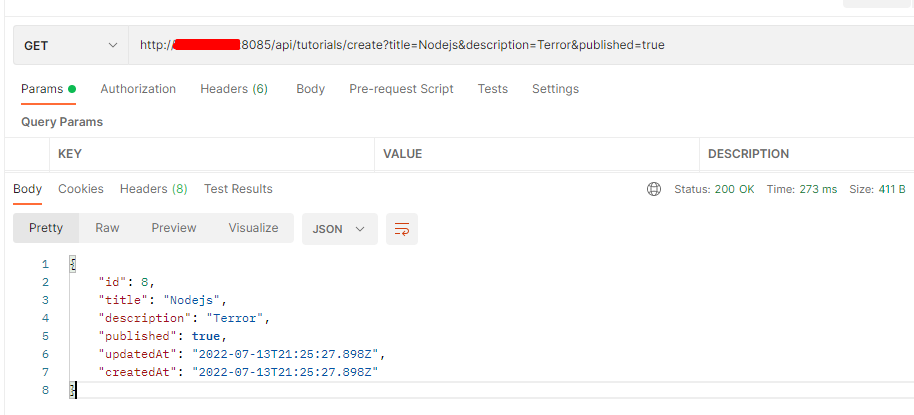 GET http:// 8085/api/tutorials/create?title=Nodejs&description=Terror&published=true
Params Authorization Headers (6) Body Pre-request Script Tests Settings
Query Params
KEY VALUE DESCRIPTION
Body Cookies Headers (8) Test Results Status: 200 OK Time: 273 ms Size: 411 B
Pretty Raw Preview Visualize JSON
1 {
2 "id": 8,
3 "title": "Nodejs",
4 "description": "Terror",
5 "published": true,
6 "updatedAt": "2022-07-13T21:25:27.898Z",
7 "createdAt": "2022-07-13T21:25:27.898Z"
8 }